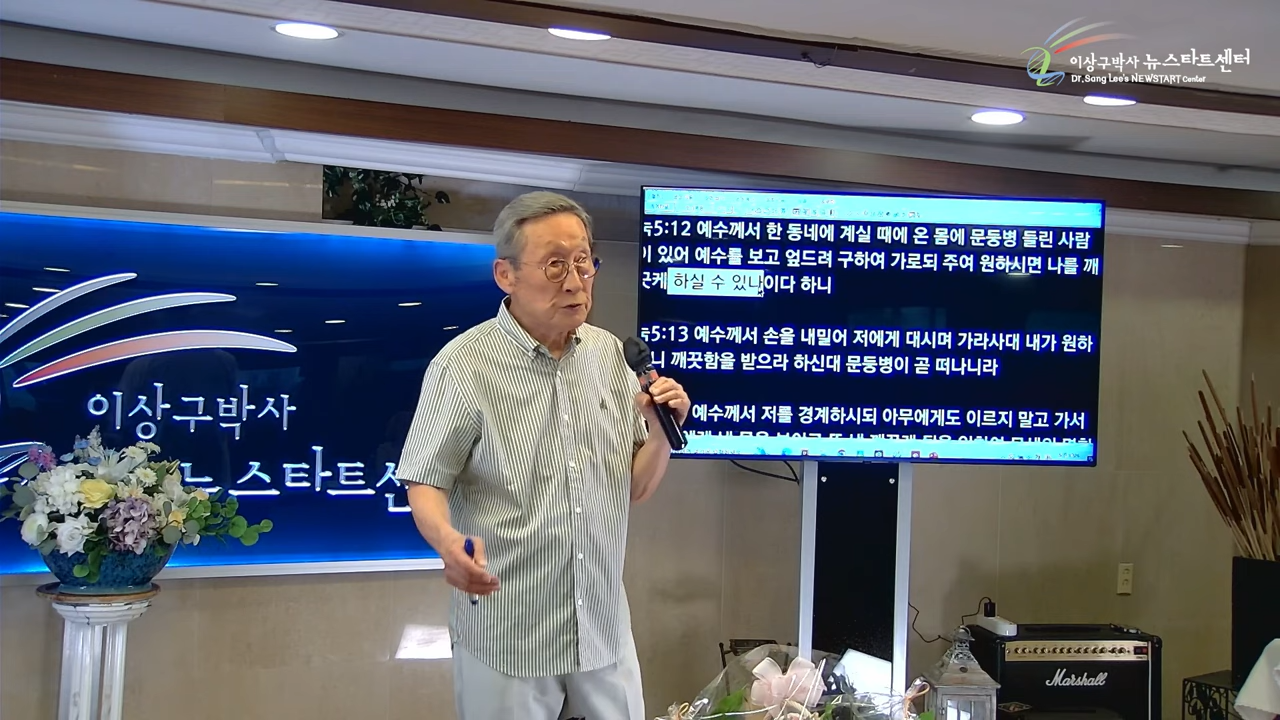 이상구박사 뉴스타트센터
Dr.Sang Lee's NEWSTART Center
눅5:12 예수께서 한 동네에 계실 때에 온 몸에 문둥병 들린 사람
이 있어 예수를 보고 엎드려 구하여 가로되 주여 원하시면 나를 깨
끗케 하실 수 있나이다 하니
눅5:13 예수께서 손을 내밀어 저에게 대시며 가라사대 내가 원하
니 깨끗함을 받으라 하신대 문둥병이 곧 떠나니라
예수께서 저를 경계하시되 아무에게도 이르지 말고 가서
이상구박사
뉴스타트센
Marshall